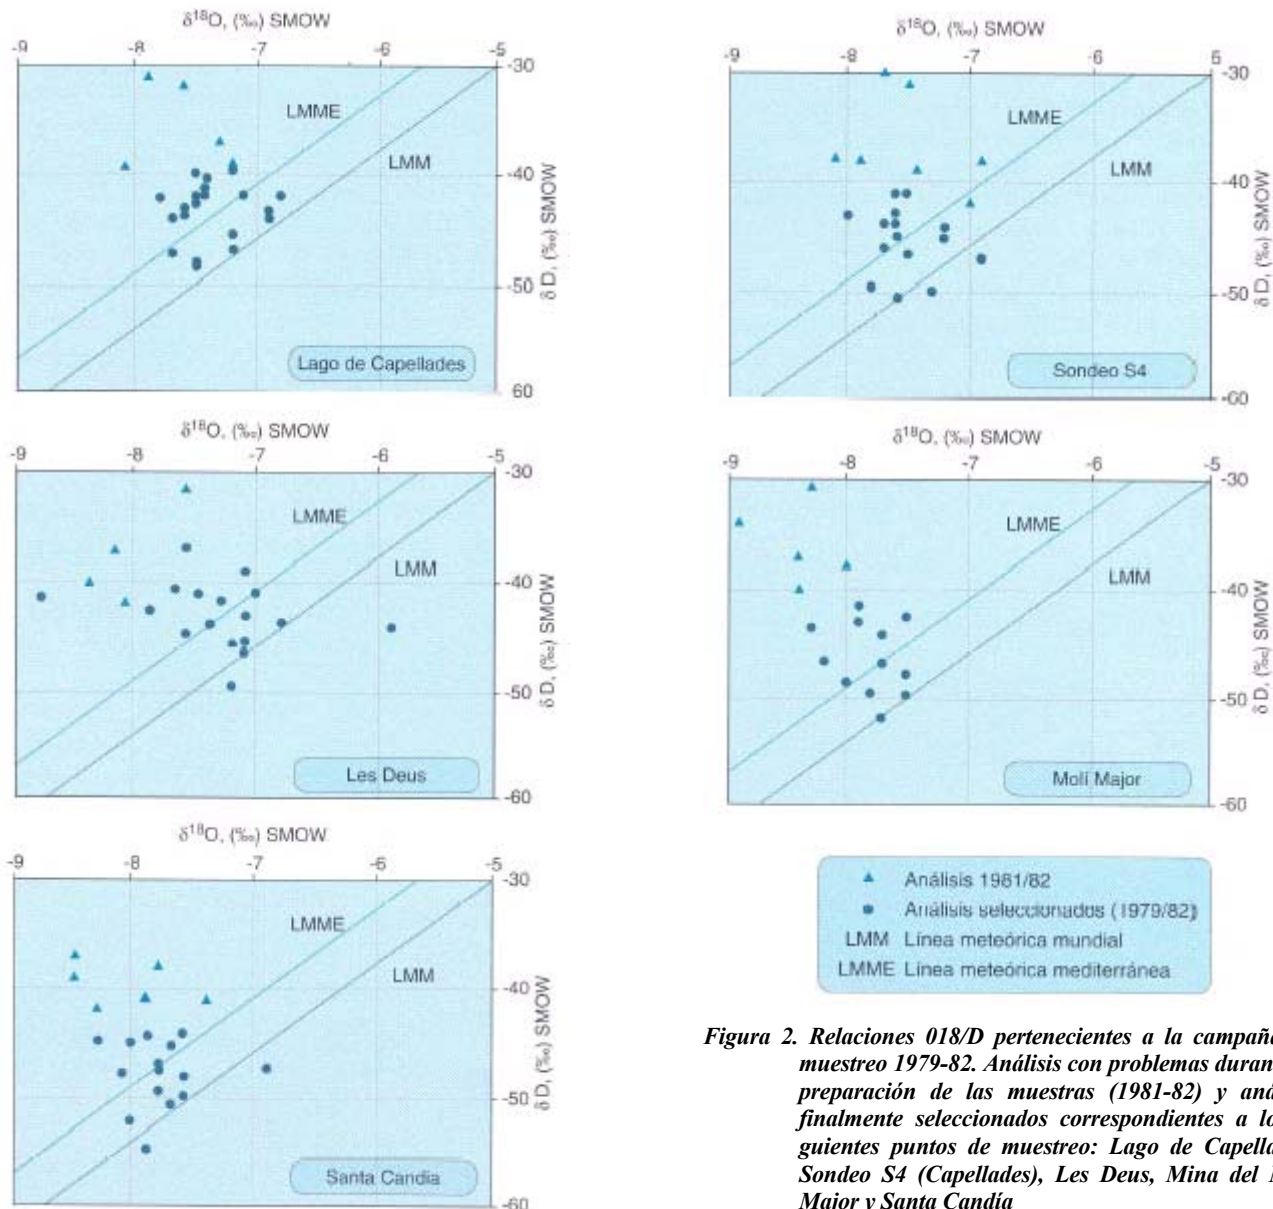 δ¹⁸O, (‰) SMOW
-9 -8 -7 -6 -5
-30
-40
-50
60
δ D, (‰) SMOW
LMME
LMM
Lago de Capellades
δ¹⁸O, (‰) SMOW
-9 -8 -7 -6 5
-30
-40
-50
-60
δ D, (‰) SMOW
LMME
LMM
Sondeo S4
δ¹⁸O, (‰) SMOW
-9 -8 -7 -6 -5
-30
-40
-50
-60
δ D, (‰) SMOW
LMME
LMM
Les Deus
δ¹⁸O, (‰) SMOW
-9 -8 -7 -6 -5
-30
-40
-50
-60
δ D, (‰) SMOW
LMME
LMM
Molí Major
δ¹⁸O, (‰) SMOW
-9 -8 -7 -6 -5
-30
-40
-50
-60
δ D, (‰) SMOW
LMME
LMM
Santa Candia
Análisis 1981/82
Análisis seleccionados (1979/82)
LMM Línea meteórica mundial
LMME Línea meteórica mediterránea
Figura 2. Relaciones 018/D pertenecientes a la campaña
muestreo 1979-82. Análisis con problemas duran
preparación de las muestras (1981-82) y aná
finalmente seleccionados correspondientes a lo
guientes puntos de muestreo: Lago de Capella
Sondeo S4 (Capellades), Les Deus, Mina del
Major y Santa Candía